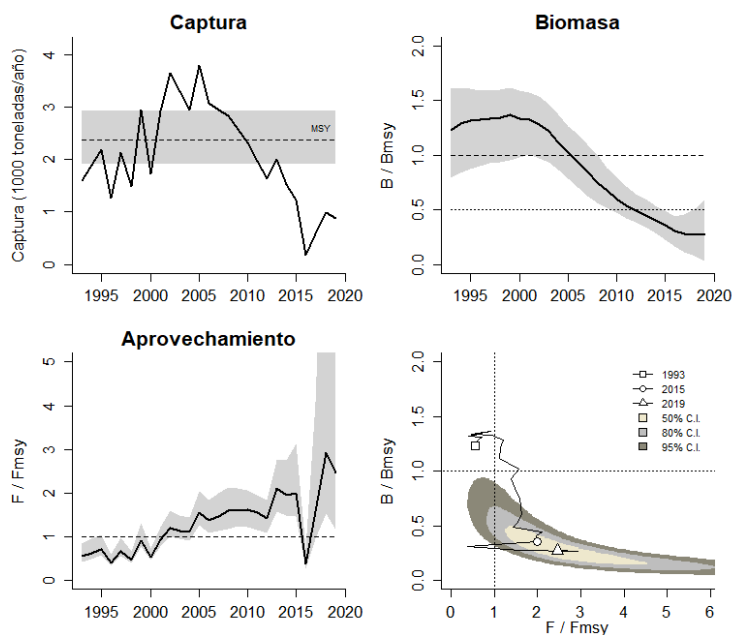 Captura
Captura (1000 toneladas/año)
4
3
2
1
0
MSY
1995 2000 2005 2010 2015 2020
Biomasa
B / Bmsy
2.0
1.5
1.0
0.5
0.0
1995 2000 2005 2010 2015 2020
Aprovechamiento
F / Fmsy
5
4
3
2
1
0
1995 2000 2005 2010 2015 2020
B / Bmsy
2.0
1.5
1.0
0.5
0.0
1993
2015
2019
50% C.I.
80% C.I.
95% C.I.
0 1 2 3 4 5 6
F / Fmsy